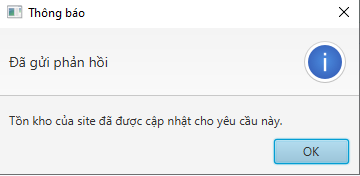 Thông báo
Đã gửi phản hồi
Tồn kho của site đã được cập nhật cho yêu cầu này.
OK